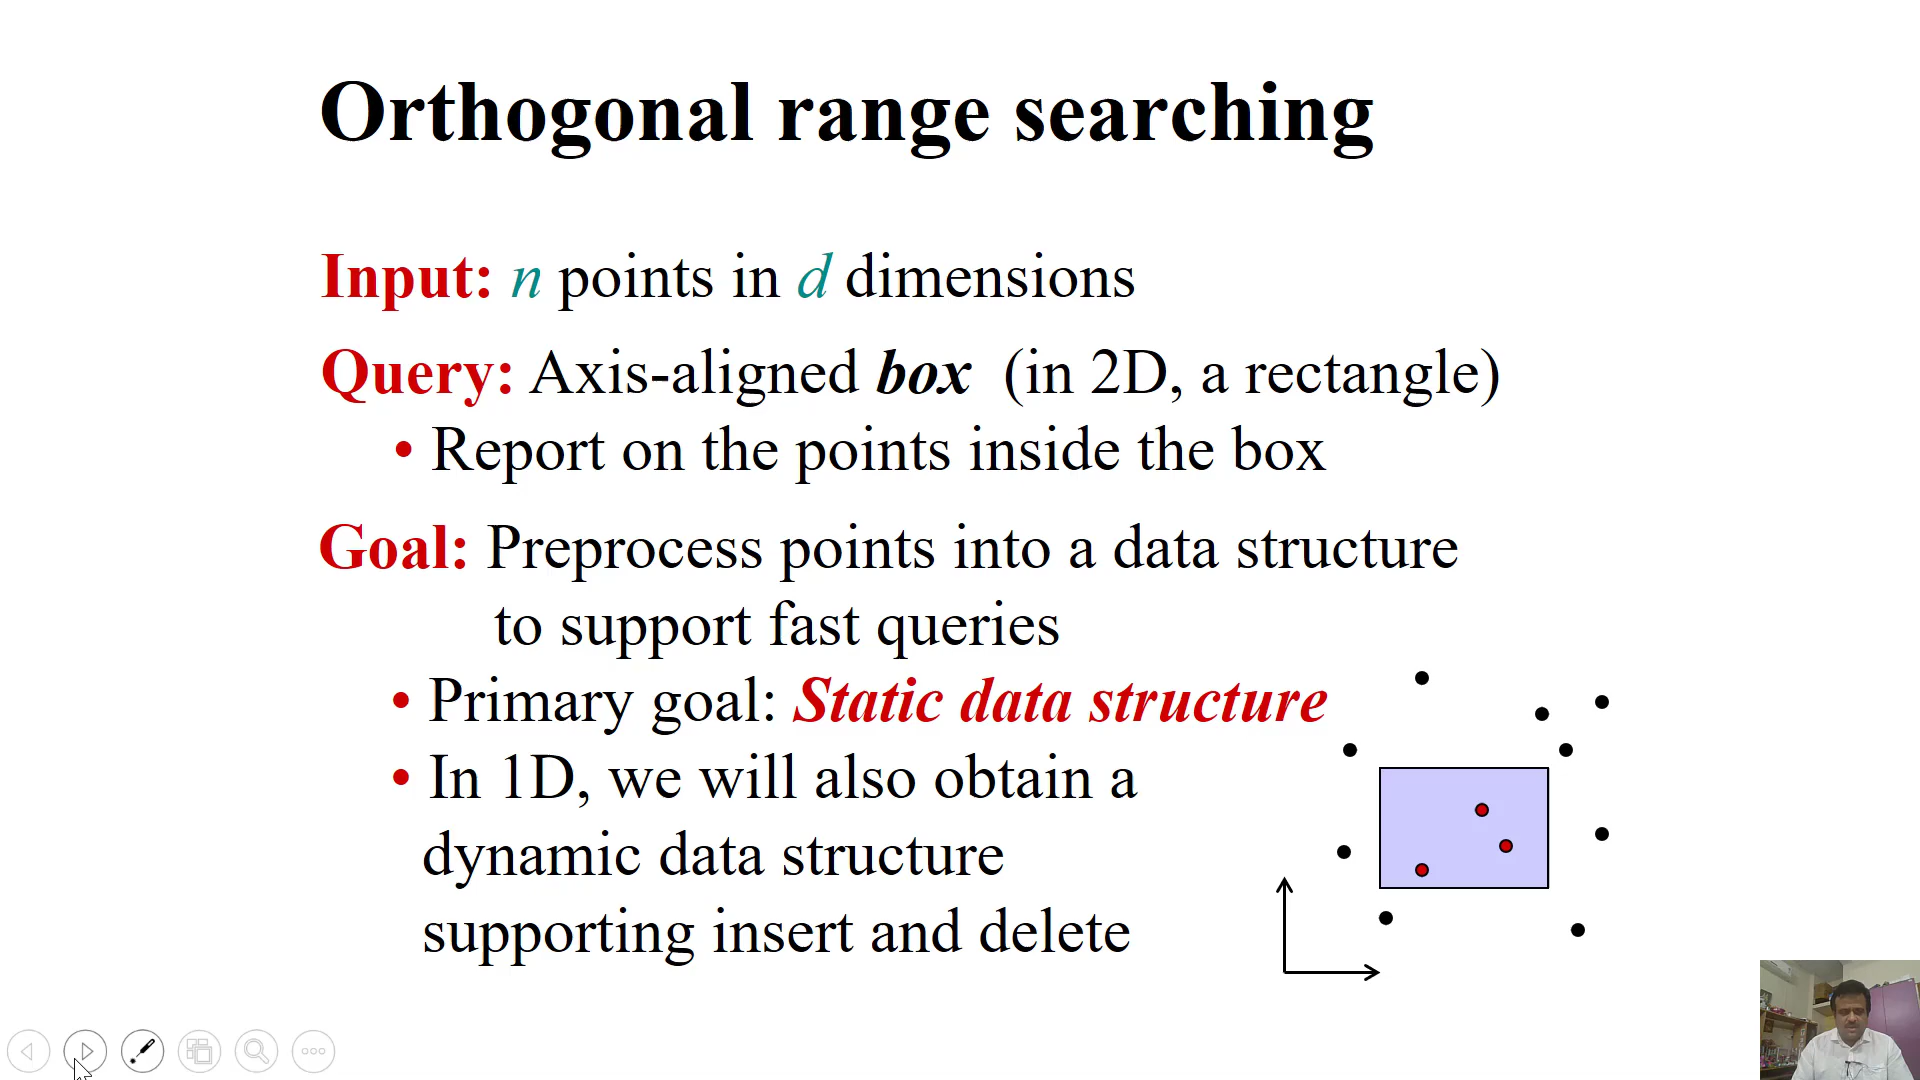 Orthogonal range searching
Input: n points in d dimensions
Query: Axis-aligned box (in 2D, a rectangle)
• Report on the points inside the box
Goal: Preprocess points into a data structure
to support fast queries
• Primary goal: Static data structure
• In 1D, we will also obtain a
dynamic data structure
supporting insert and delete